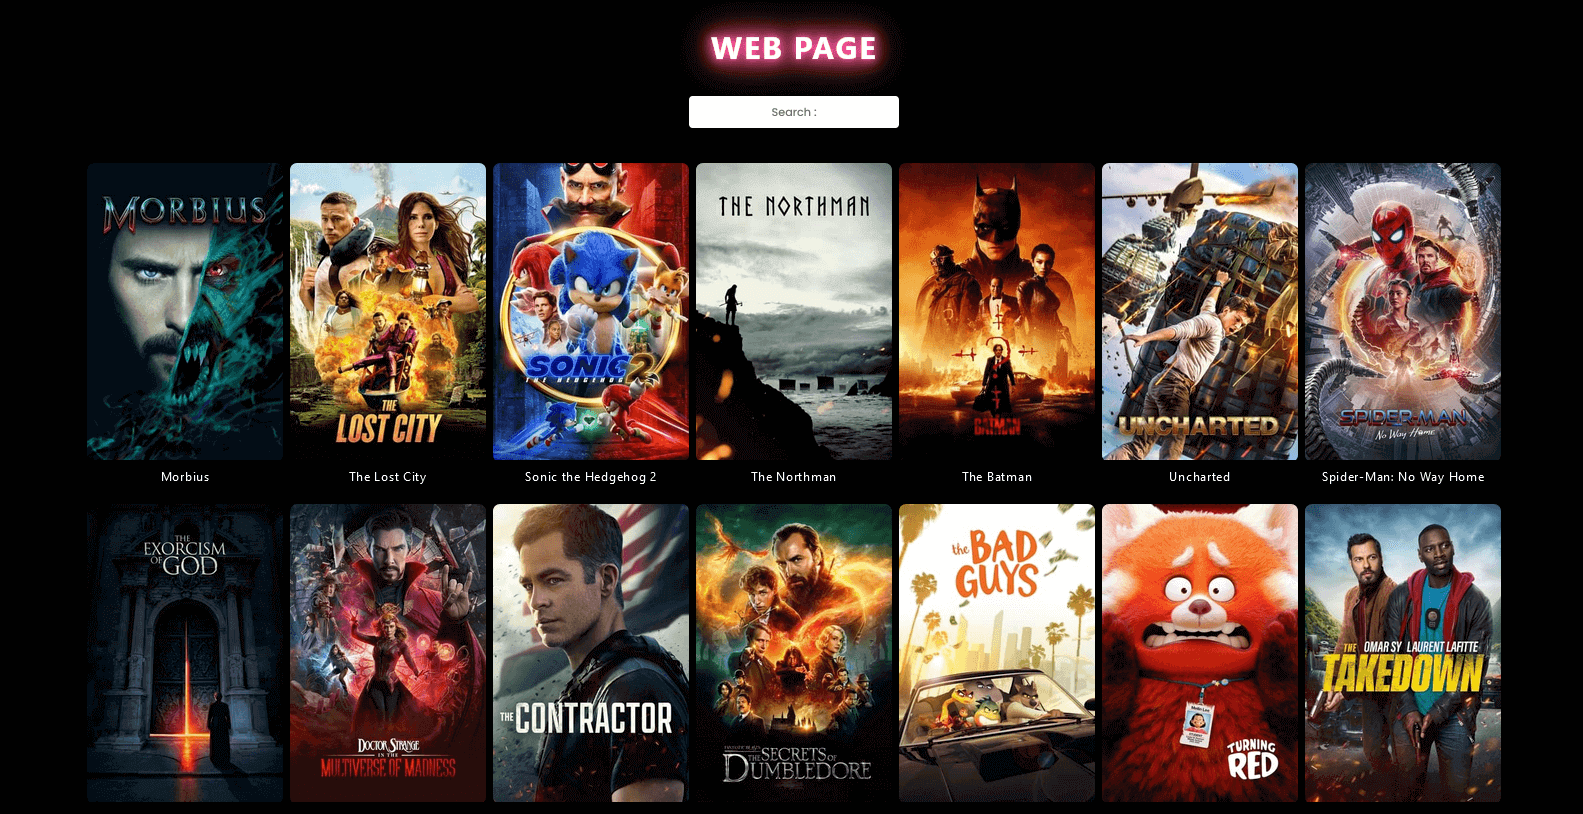 WEB PAGE
Search :
MORBIUS
THE
LOST CITY
SONIC 2
THE HEDGEHOG
THE NORTHMAN
THE
BATMAN
UNCHARTED
SPIDER-MAN
No Way Home
Morbius
The Lost City
Sonic the Hedgehog 2
The Northman
The Batman
Uncharted
Spider-Man: No Way Home
THE
EXORCISM
OF GOD
DOCTOR STRANGE
IN THE
MULTIVERSE OF MADNESS
THE CONTRACTOR
FANTASTIC BEASTS
THE
SECRETS OF
DUMBLEDORE
the BAD
GUYS
TURNING
RED
THE OMAR SY LAURENT LAFITTE
TAKEDOWN